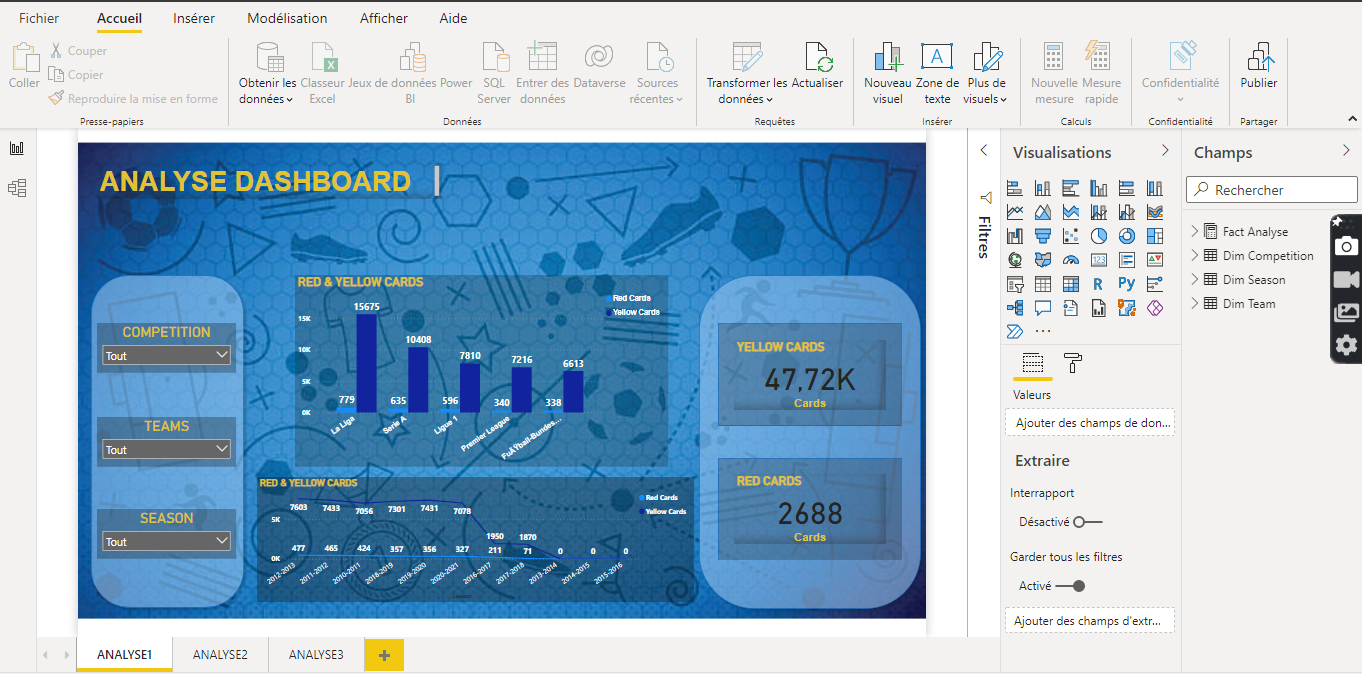 Fichier Accueil Insérer Modélisation Afficher Aide
Coller
Couper
Copier
Reproduire la mise en forme
Presse-papiers
Obtenir les données
Classeur Excel
Jeux de données Power BI
SQL Server
Entrer des données
Dataverse
Sources récentes
Données
Transformer les données
Actualiser
Requêtes
Nouveau visuel
Zone de texte
Plus de visuels
Insérer
Nouvelle mesure
Mesure rapide
Calculs
Confidentialité
Confidentialité
Publier
Partager
ANALYSE DASHBOARD
COMPETITION
Tout
TEAMS
Tout
SEASON
Tout
RED & YELLOW CARDS
Red Cards
Yellow Cards
15K
10K
5K
0K
779 15675
635 10408
596 7810
340 7216
338 6613
La Liga
Serie A
Ligue 1
Premier League
FuÃŸball-Bundes...
RED & YELLOW CARDS
Red Cards
Yellow Cards
5K
0K
7603 7433 7056 7301 7431 7078 1950 1870 0 0 0
477 465 424 357 356 327 211 71
2012-2013 2011-2012 2010-2011 2018-2019 2019-2020 2020-2021 2016-2017 2017-2018 2013-2014 2014-2015 2015-2016
YELLOW CARDS
47,72K
Cards
RED CARDS
2688
Cards
Filtres
Visualisations
123
R
Py
Valeurs
Ajouter des champs de don...
Extraire
Interrapport
Désactivé
Garder tous les filtres
Activé
Ajouter des champs d'extr...
Champs
Rechercher
Fact Analyse
Dim Competition
Dim Season
Dim Team
ANALYSE1 ANALYSE2 ANALYSE3